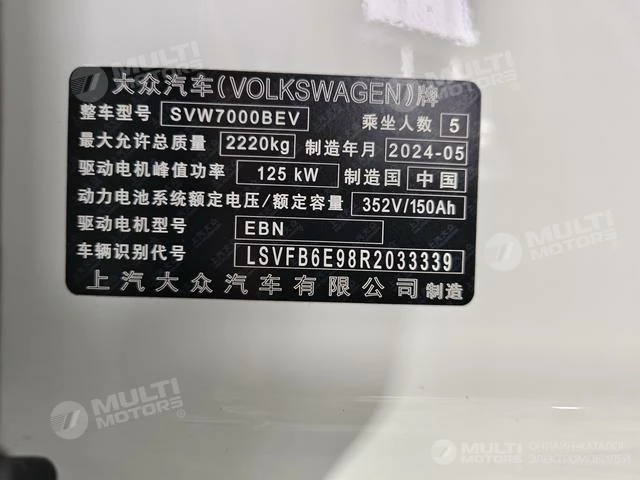 大众汽车(VOLKSWAGEN)牌
整车型号 SVW7000BEV 乘坐人数 5
最大允许总质量 2220kg 制造年月 2024-05
驱动电机峰值功率 125 kW 制造国 中国
动力电池系统额定电压/额定容量 352V/150Ah
驱动电机型号 EBN
车辆识别代号 LSVFB6E98R2033339
上汽大众汽车有限公司 制造
MULTI MOTORS®
MULTI MOTORS®
MULTI MOTORS®
MULTI MOTORS®
MULTI MOTORS ОНЛАЙН-КАТАЛОГ ЭЛЕКТРОМОБИЛЕЙ